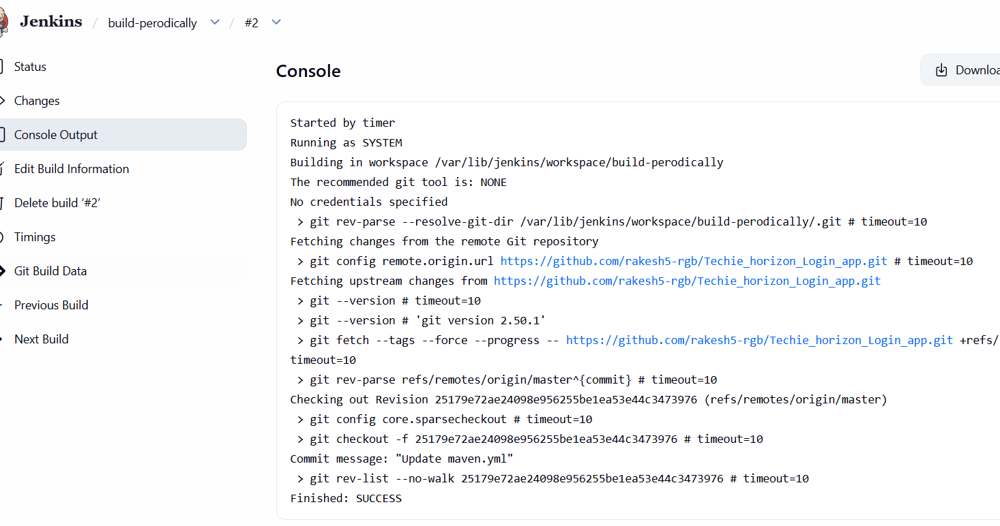 Jenkins / build-perodically / #2
Status
Changes
Console Output
Edit Build Information
Delete build ‘#2’
Timings
Git Build Data
Previous Build
Next Build
Console
Started by timer
Running as SYSTEM
Building in workspace /var/lib/jenkins/workspace/build-perodically
The recommended git tool is: NONE
No credentials specified
> git rev-parse --resolve-git-dir /var/lib/jenkins/workspace/build-perodically/.git # timeout=10
Fetching changes from the remote Git repository
> git config remote.origin.url https://github.com/rakesh5-rgb/Techie_horizon_Login_app.git # timeout=10
Fetching upstream changes from https://github.com/rakesh5-rgb/Techie_horizon_Login_app.git
> git --version # timeout=10
> git --version # 'git version 2.50.1'
> git fetch --tags --force --progress -- https://github.com/rakesh5-rgb/Techie_horizon_Login_app.git +refs/
timeout=10
> git rev-parse refs/remotes/origin/master^{commit} # timeout=10
Checking out Revision 25179e72ae24098e956255be1ea53e44c3473976 (refs/remotes/origin/master)
> git config core.sparsecheckout # timeout=10
> git checkout -f 25179e72ae24098e956255be1ea53e44c3473976 # timeout=10
Commit message: "Update maven.yml"
> git rev-list --no-walk 25179e72ae24098e956255be1ea53e44c3473976 # timeout=10
Finished: SUCCESS